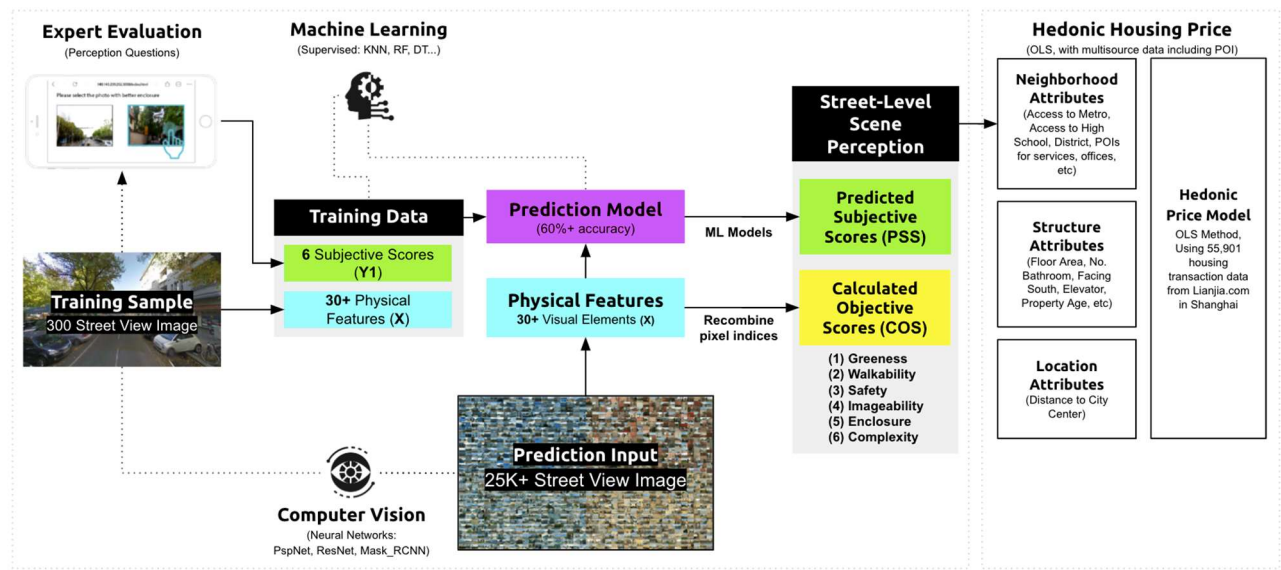 Expert Evaluation
(Perception Questions)
Please select the photo with better enclosure
Machine Learning
(Supervised: KNN, RF, DT...)
Training Sample
300 Street View Image
Training Data
6 Subjective Scores
(Y1)
30+ Physical
Features (X)
Prediction Model
(60%+ accuracy)
Physical Features
30+ Visual Elements (X)
ML Models
Recombine
pixel indices
Prediction Input
25K+ Street View Image
Computer Vision
(Neural Networks:
PspNet, ResNet, Mask_RCNN)
Street-Level
Scene
Perception
Predicted
Subjective
Scores (PSS)
Calculated
Objective
Scores (COS)
(1) Greeness
(2) Walkability
(3) Safety
(4) Imageability
(5) Enclosure
(6) Complexity
Hedonic Housing Price
(OLS, with multisource data including POI)
Neighborhood
Attributes
(Access to Metro,
Access to High
School, District, POIs
for services, offices,
etc)
Structure
Attributes
(Floor Area, No.
Bathroom, Facing
South, Elevator,
Property Age, etc)
Location
Attributes
(Distance to City
Center)
Hedonic
Price Model
OLS Method,
Using 55,901
housing
transaction data
from Lianjia.com
in Shanghai